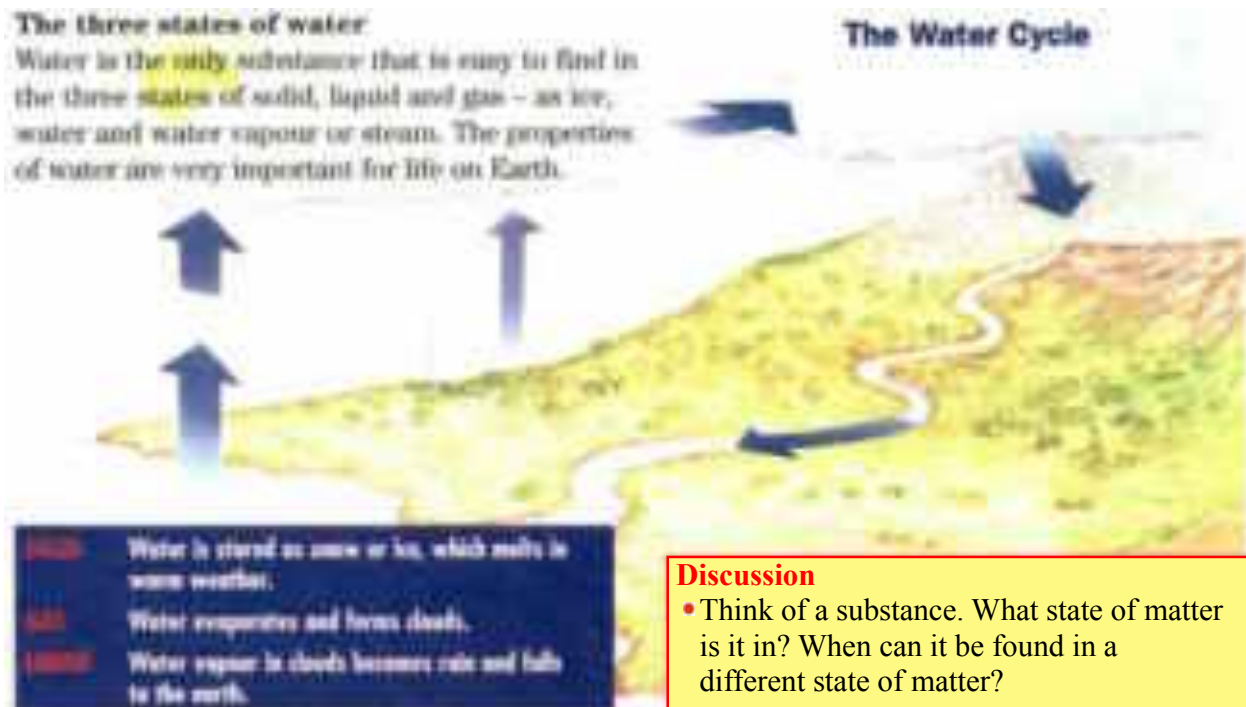 The three states of water
Water is the only substance that is easy to find in
the three states of solid, liquid and gas – as ice,
water and water vapour or steam. The properties
of water are very important for life on Earth.
The Water Cycle
Water is stored as snow or ice, which melts in
warm weather.
Water evaporates and forms clouds.
Water vapour in clouds becomes rain and falls
to the earth.
Discussion
• Think of a substance. What state of matter
is it in? When can it be found in a
different state of matter?